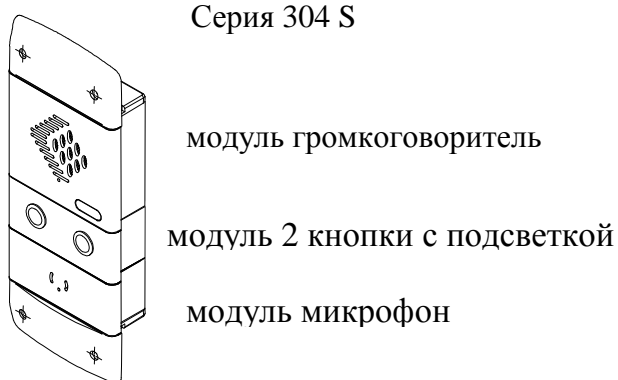 Серия 304 S
модуль громкоговоритель
модуль 2 кнопки с подсветкой
модуль микрофон